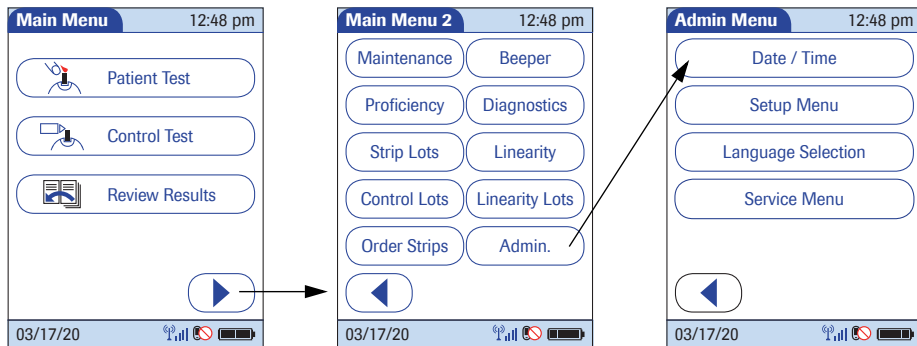 Main Menu 12:48 pm
Patient Test
Control Test
Review Results
03/17/20
Main Menu 2 12:48 pm
Maintenance Beeper
Proficiency Diagnostics
Strip Lots Linearity
Control Lots Linearity Lots
Order Strips Admin.
03/17/20
Admin Menu 12:48 pm
Date / Time
Setup Menu
Language Selection
Service Menu
03/17/20